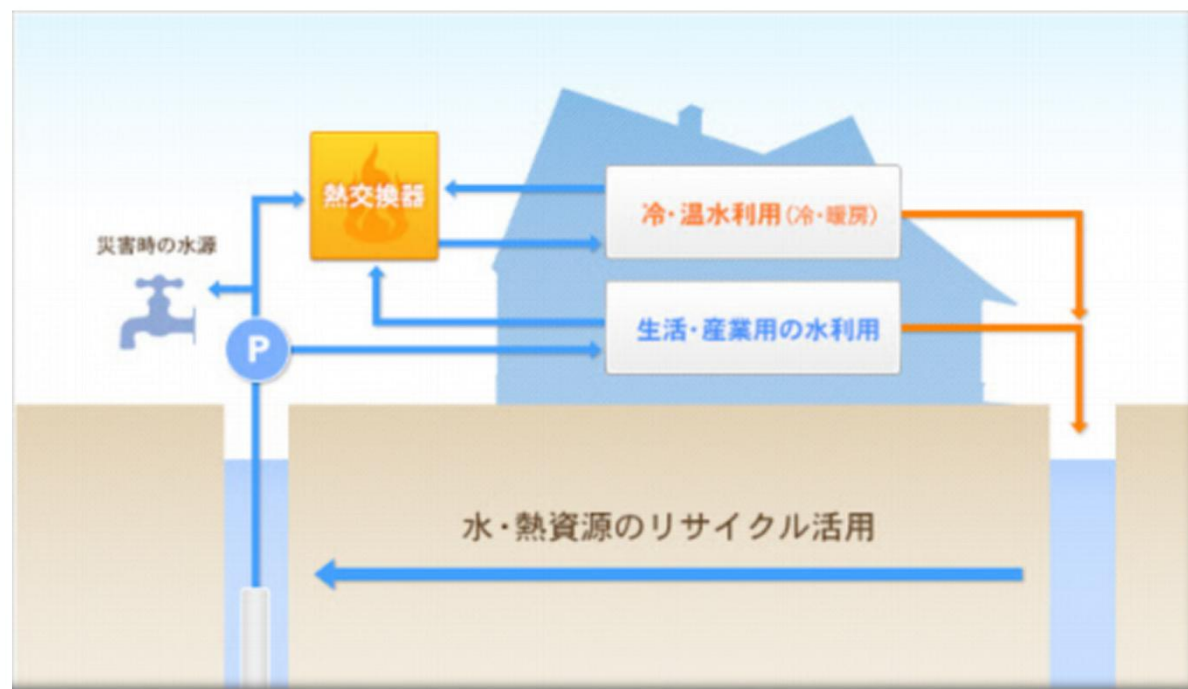 熱交換器
冷・温水利用(冷・暖房)
災害時の水源
生活・産業用の水利用
P
水・熱資源のリサイクル活用